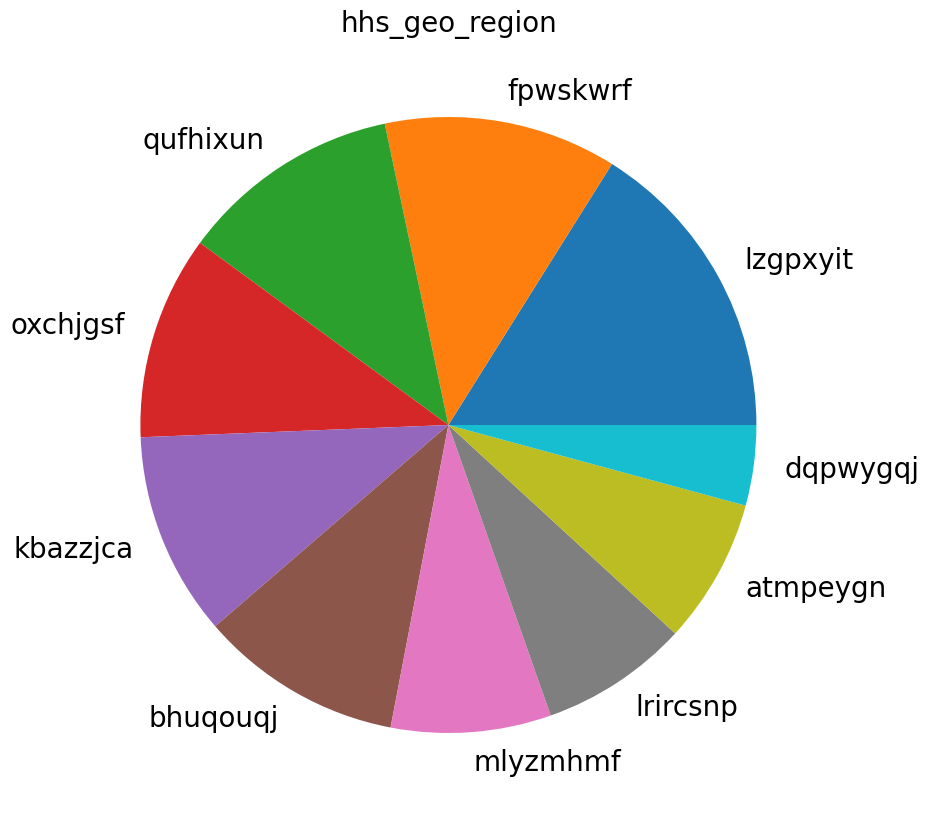 hhs_geo_region
fpwskwrf
qufhixun
lzgpxyit
oxchjgsf
dqpwygqj
kbazzjca
atmpeygn
lrircsnp
bhuqouqj
mlyzmhmf